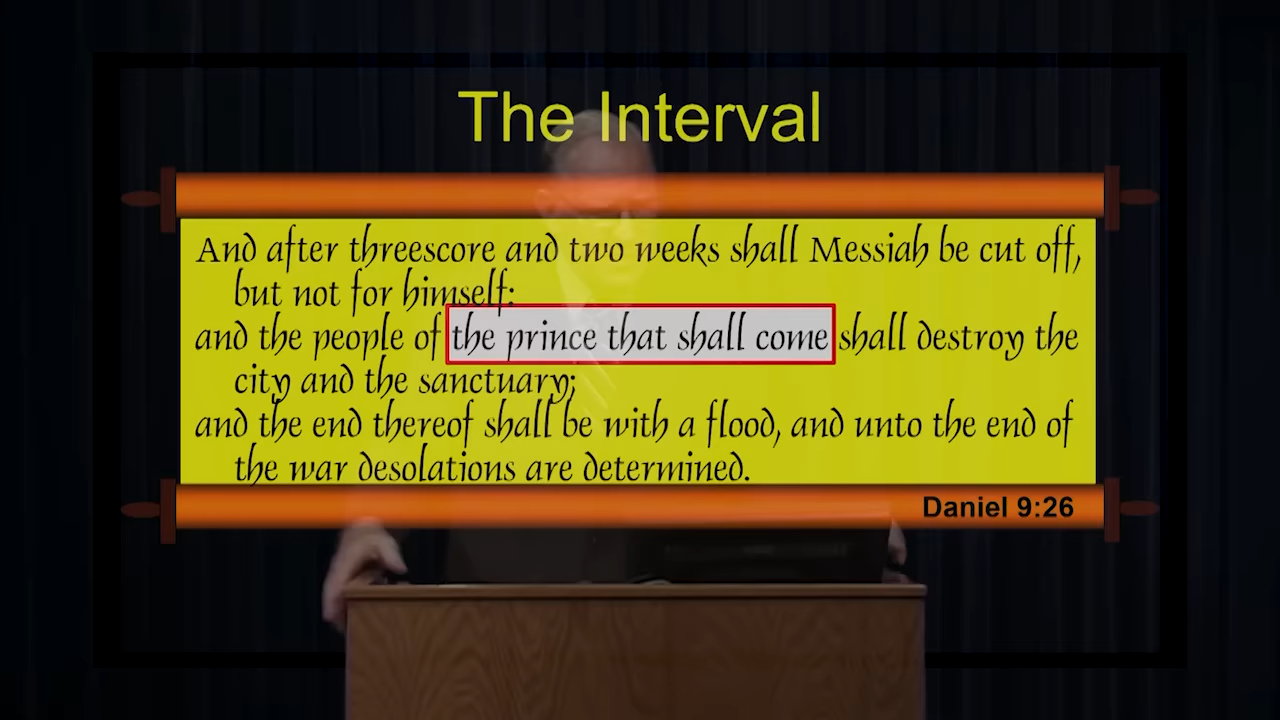 The Interval
And after threescore and two weeks shall Messiah be cut off,
but not for himself:
and the people of the prince that shall come shall destroy the
city and the sanctuary;
and the end thereof shall be with a flood, and unto the end of
the war desolations are determined.
Daniel 9:26